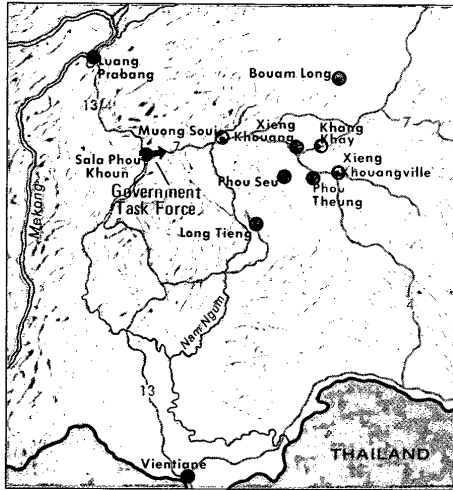 Luang
Prabang
Bouam Long
13
Muong Soui
Xieng
Khouang
Khang
Khay
7
7
Sala Phou
Khoun
Xieng
Khouangville
Government
Task Force
Phou Seu
Phou
Theung
Mekong
Long Tieng
Nam Ngum
4
13
THAILAND
Vientiane